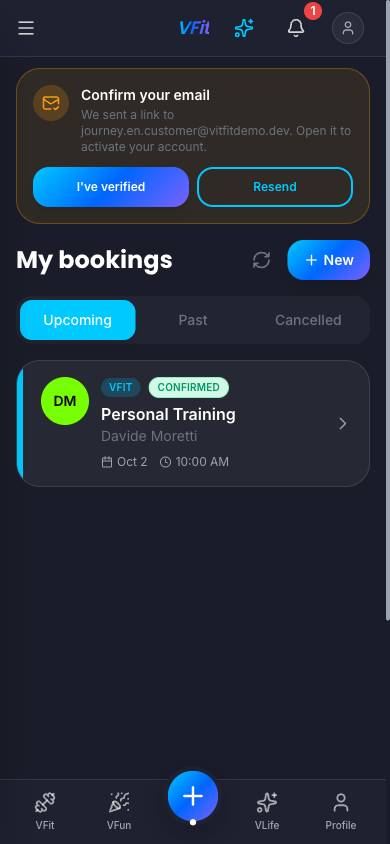 VFit
1
Confirm your email
We sent a link to
journey.en.customer@vitfitdemo.dev. Open it to
activate your account.
I've verified
Resend
My bookings
New
Upcoming
Past
Cancelled
DM
VFIT
CONFIRMED
Personal Training
Davide Moretti
Oct 2
10:00 AM
VFit
VFun
VLife
Profile